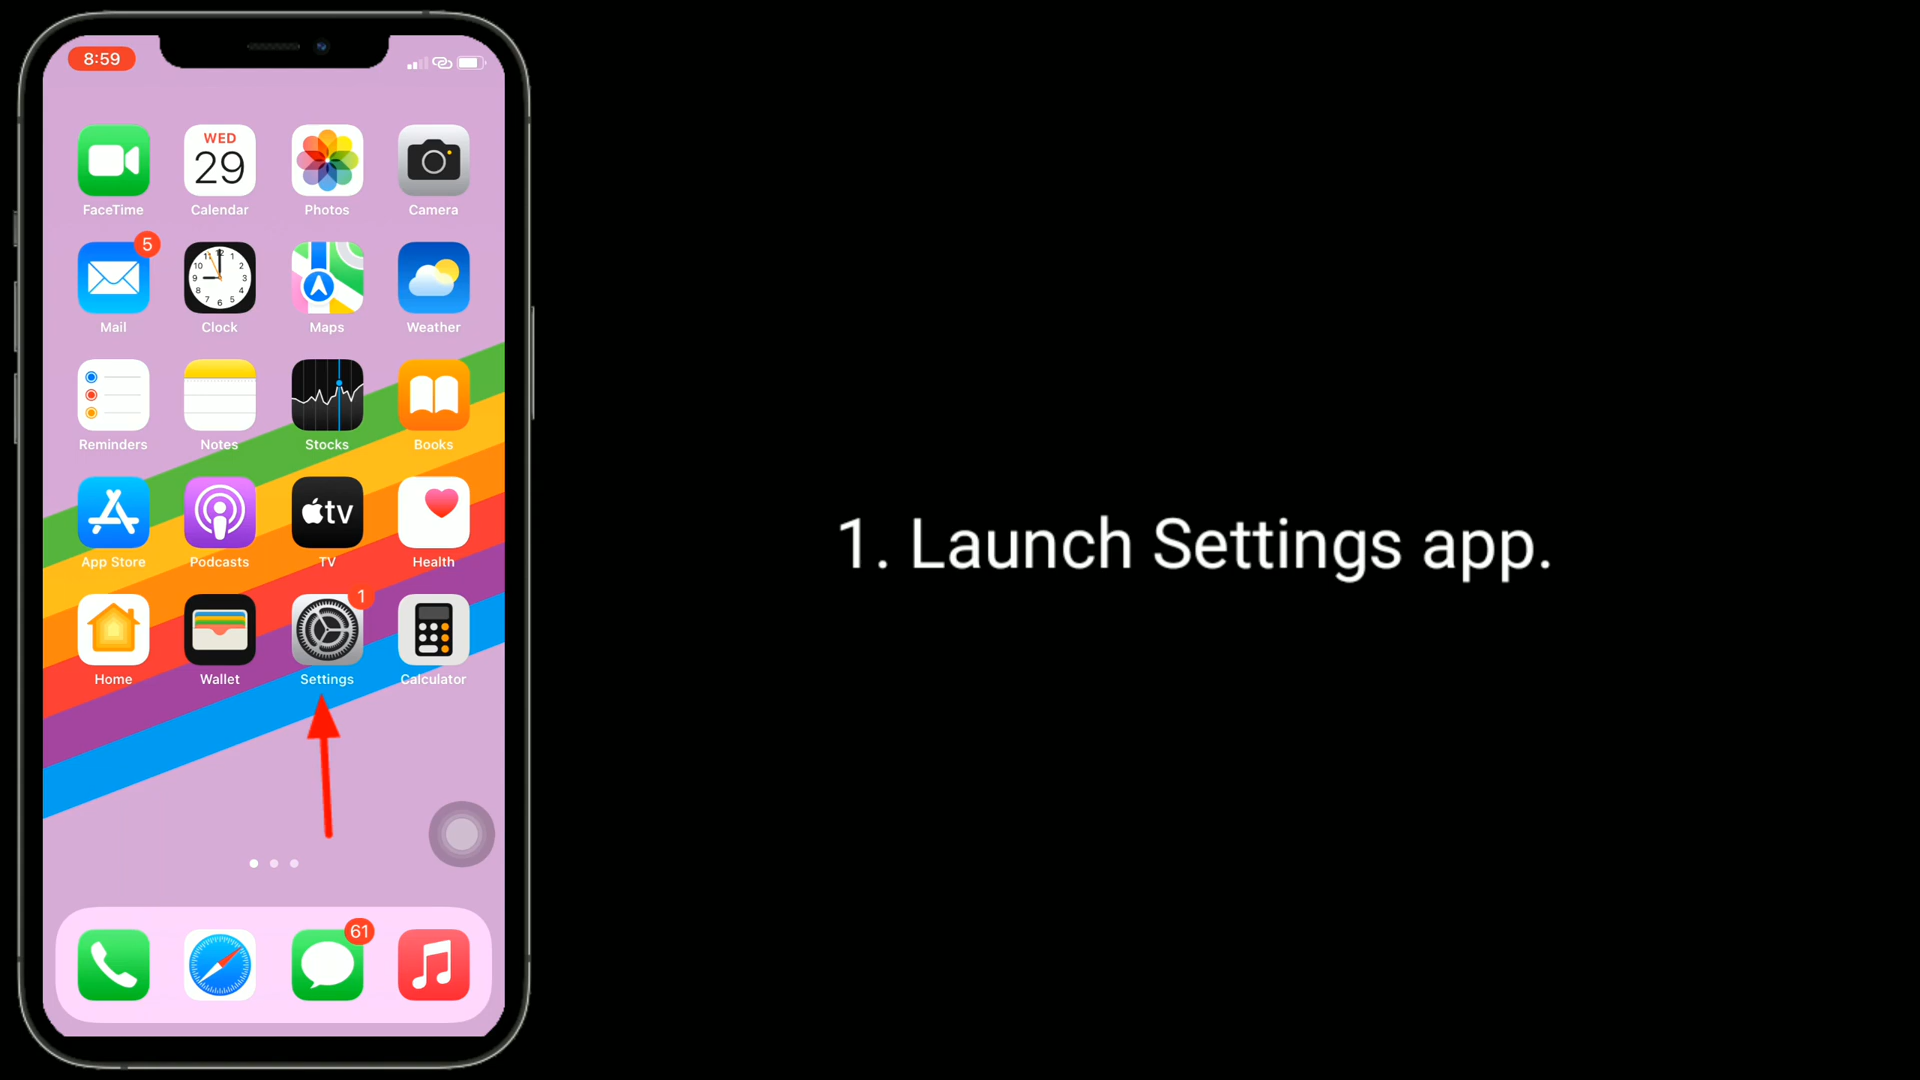 8:59
WED
29
FaceTime
Calendar
Photos
Camera
5
Mail
Clock
Maps
Weather
Reminders
Notes
Stocks
Books
tv
App Store
Podcasts
TV
Health
1
Home
Wallet
Settings
Calculator
61
1. Launch Settings app.